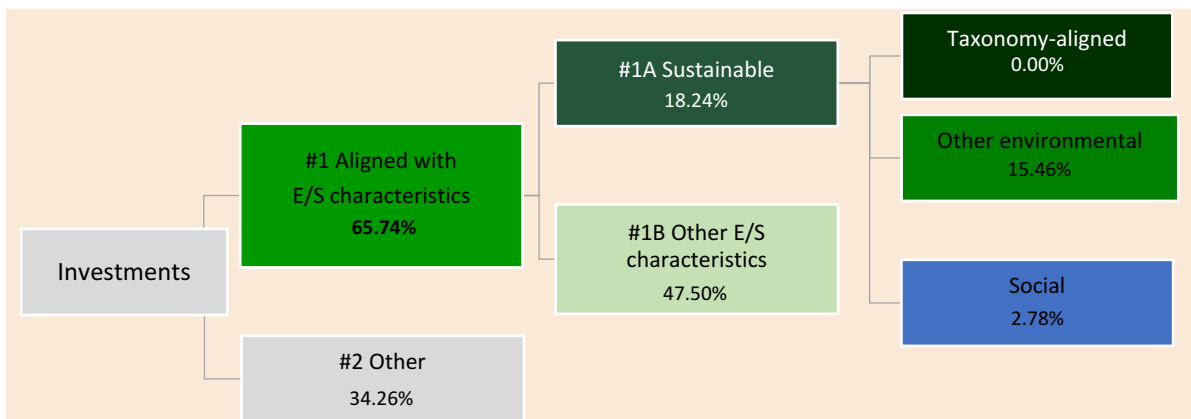 Investments
#1 Aligned with
E/S characteristics
65.74%
#2 Other
34.26%
#1A Sustainable
18.24%
#1B Other E/S
characteristics
47.50%
Taxonomy-aligned
0.00%
Other environmental
15.46%
Social
2.78%